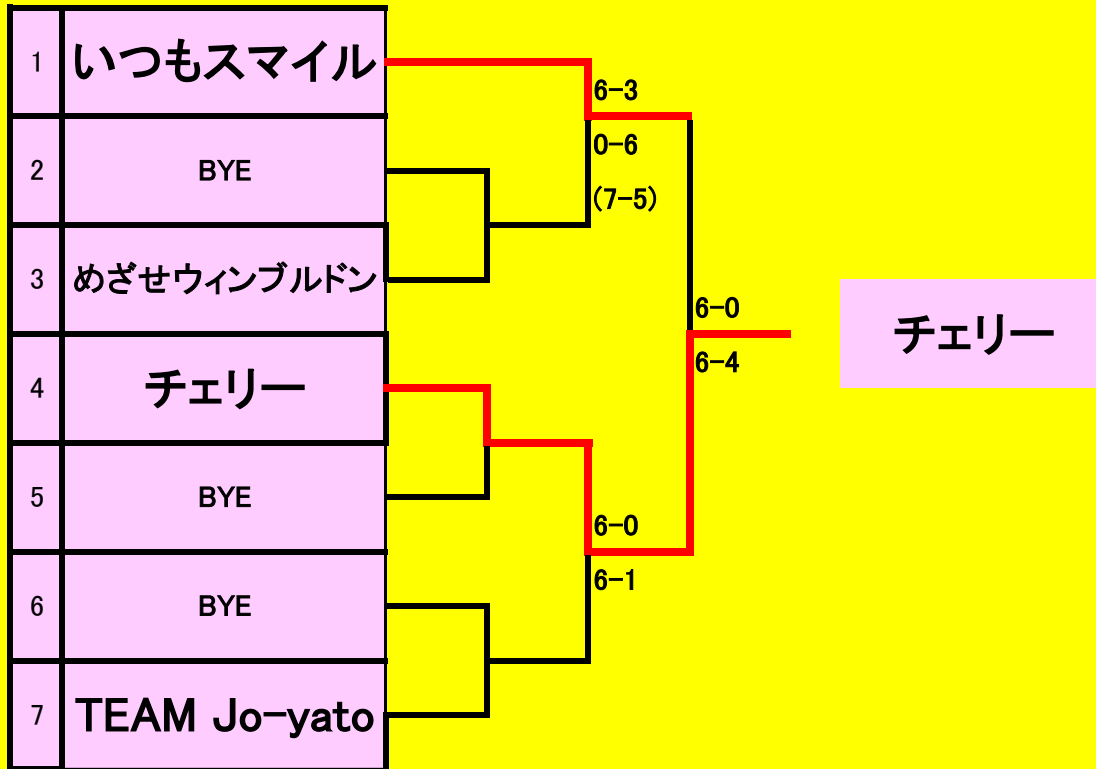 1 いつもスマイル
6-3
0-6
2 BYE
(7-5)
3 めざせウィンブルドン
6-0
チェリー
6-4
4 チェリー
5 BYE
6-0
6-1
6 BYE
7 TEAM Jo-yato